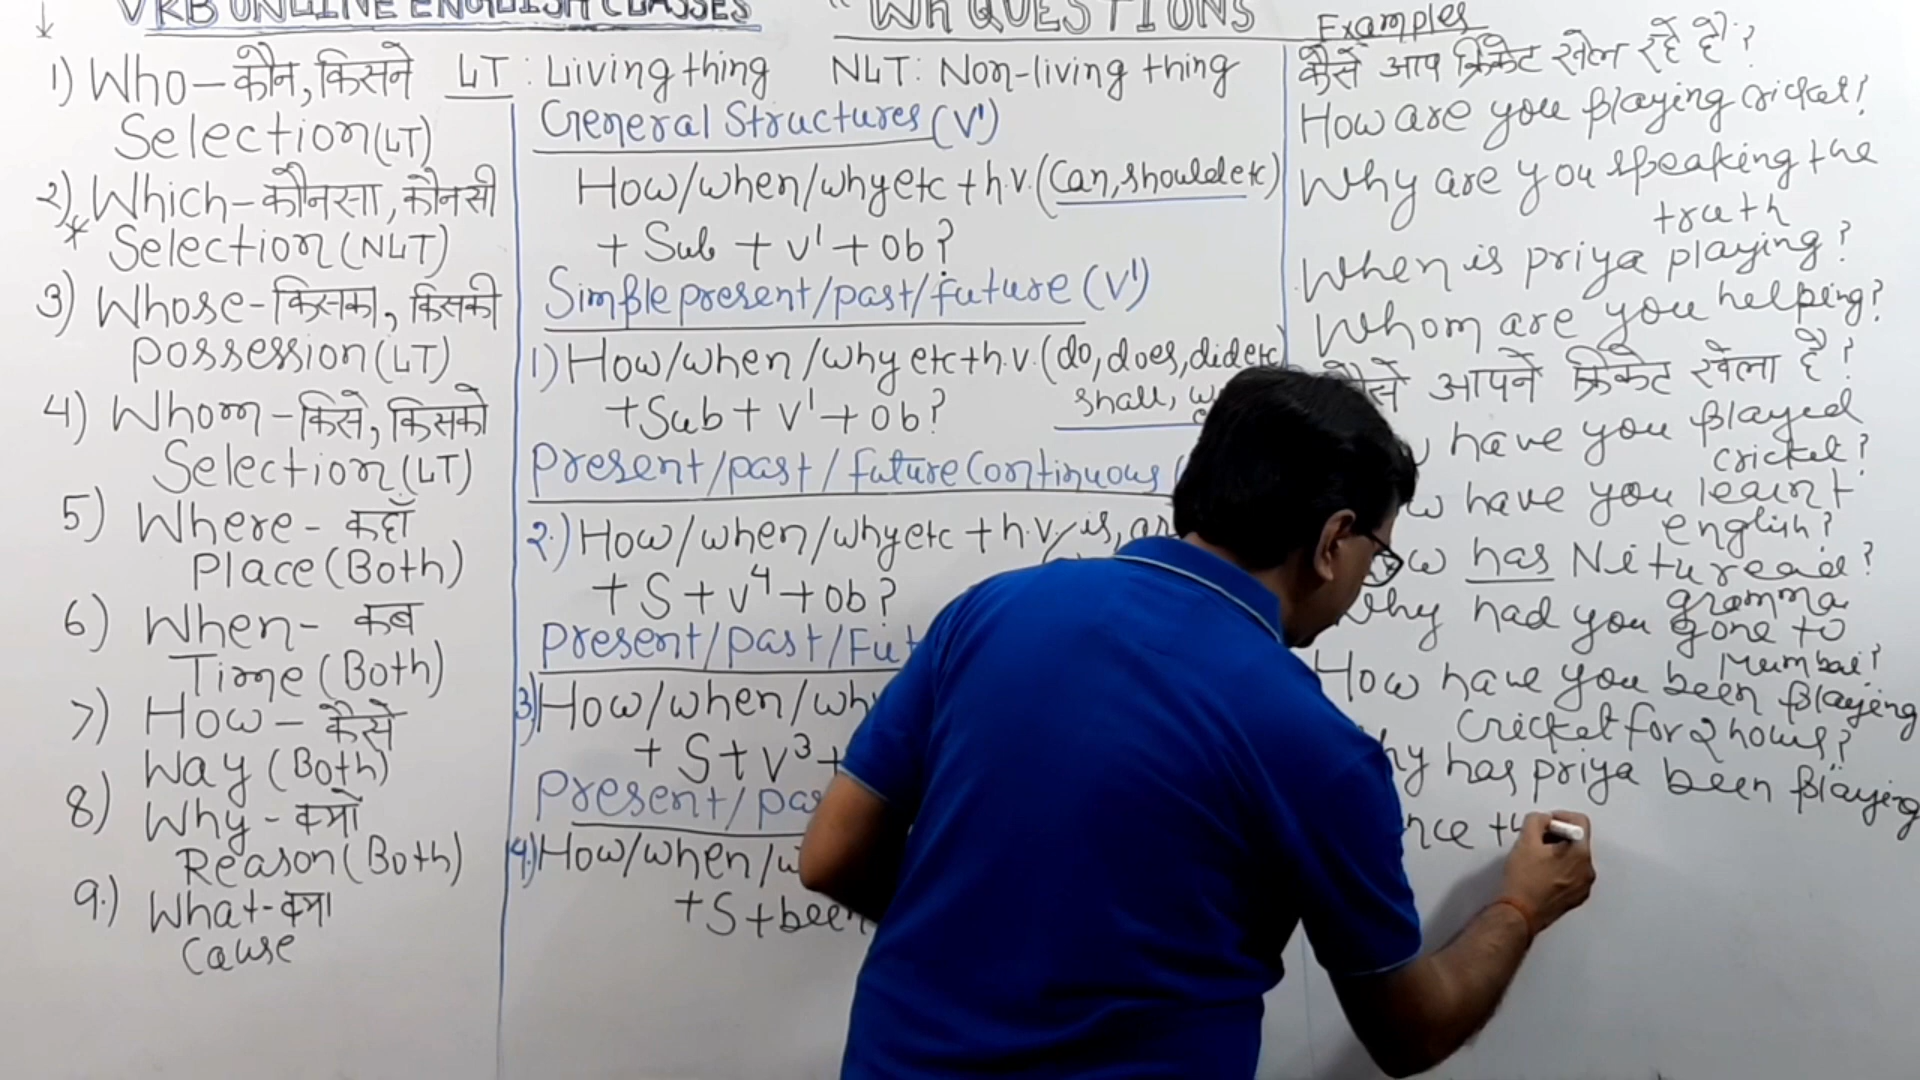 VRB ONLINE ENGLISH CLASSES
"Wh QUESTIONS
1) Who – कौन, किसने
Selection (LT)
2) Which – कौनसा, कौनसी
* Selection (NLT)
3) Whose – किसका, किसकी
possession (LT)
4) Whom – किसे, किसको
Selection (LT)
5) Where – कहाँ
Place (Both)
6) When – कब
Time (Both)
7) How – कैसे
Way (Both)
8) Why – क्यों
Reason (Both)
9.) What – क्या
Cause
LT : Living thing NLT : Non-living thing
General Structures (V¹)
How/when/why etc + h.v. (can, should etc)
+ Sub + v¹ + ob?
Simple present/past/future (V¹)
1) How/when/why etc + h.v. (do, does, did etc
shall,
+ Sub + v¹ + ob?
Present/past/future Continuous
2.) How/when/why etc + h.v. is,
+ S + v⁴ + ob?
Present/past/Fut
3) How/when/wh
+ S + v³ +
Present/pas
4) How/when/w
+ S + been
Examples
कैसे आप क्रिकेट खेल रहे हो?
How are you playing cricket?
Why are you speaking the
truth
When is priya playing?
Whom are you helping?
आपने क्रिकेट खेला है?
have you played
cricket?
have you learnt
english?
has Nitu read
gramma?
had you gone to
Mumbai?
How have you been playing
cricket for 2 hours?
has priya been playing